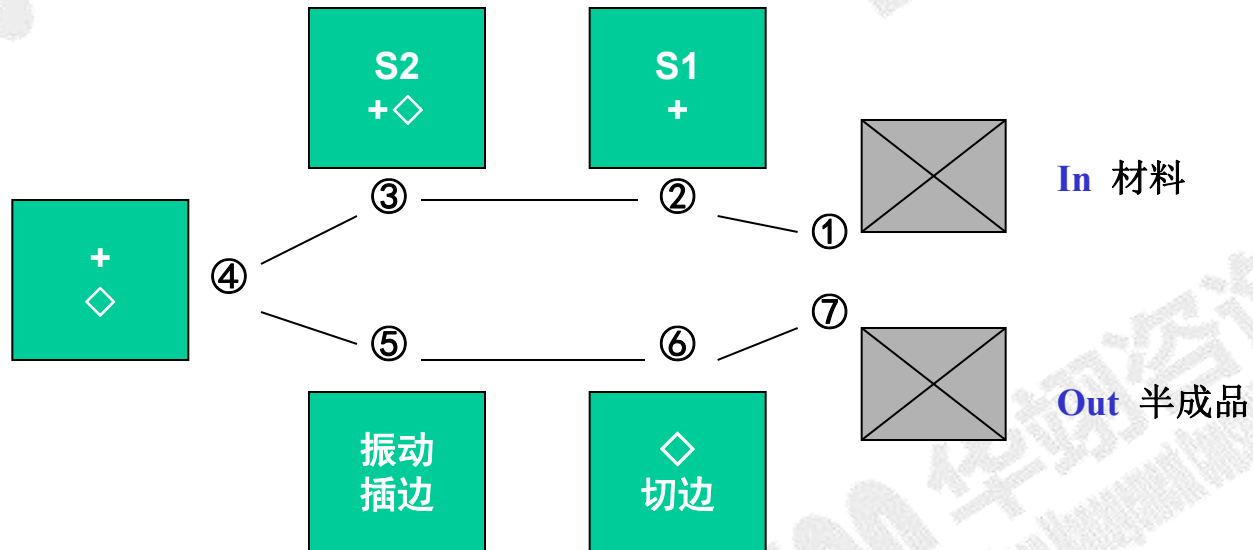 S2
+◇
S1
+
In 材料
③
②
①
+
◇
④
⑦
⑤
⑥
Out 半成品
振动
插边
◇
切边